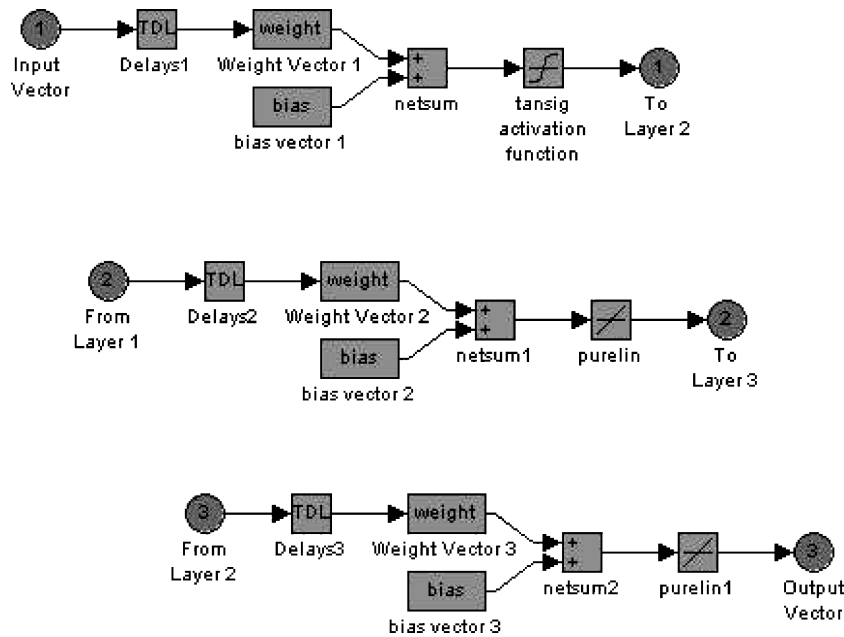 1
TDL
weight
1
Input
Vector
Delays1
Weight Vector 1
+
+
bias
netsum
tansig
activation
function
To
Layer 2
bias vector 1
2
TDL
weight
2
From
Layer 1
Delays2
Weight Vector 2
+
+
bias
netsum1
purelin
To
Layer 3
bias vector 2
3
TDL
weight
3
From
Layer 2
Delays3
Weight Vector 3
+
+
bias
netsum2
purelin1
Output
Vector
bias vector 3